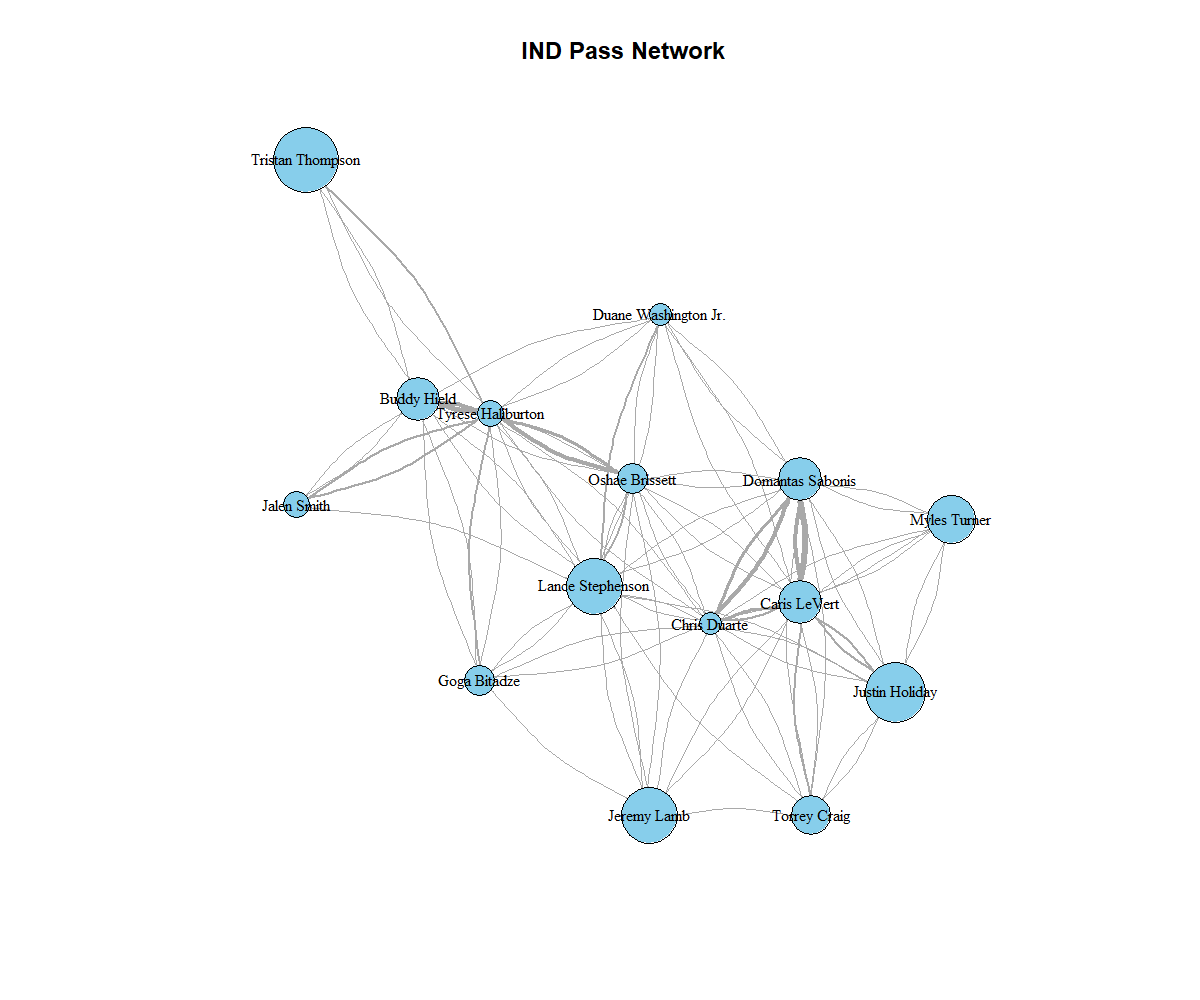 IND Pass Network
Tristan Thompson
Duane Washington Jr.
Buddy Hield
Tyrese Haliburton
Oshae Brissett
Domantas Sabonis
Jalen Smith
Myles Turner
Lance Stephenson
Caris LeVert
Chris Duarte
Goga Bitadze
Justin Holiday
Jeremy Lamb
Torrey Craig